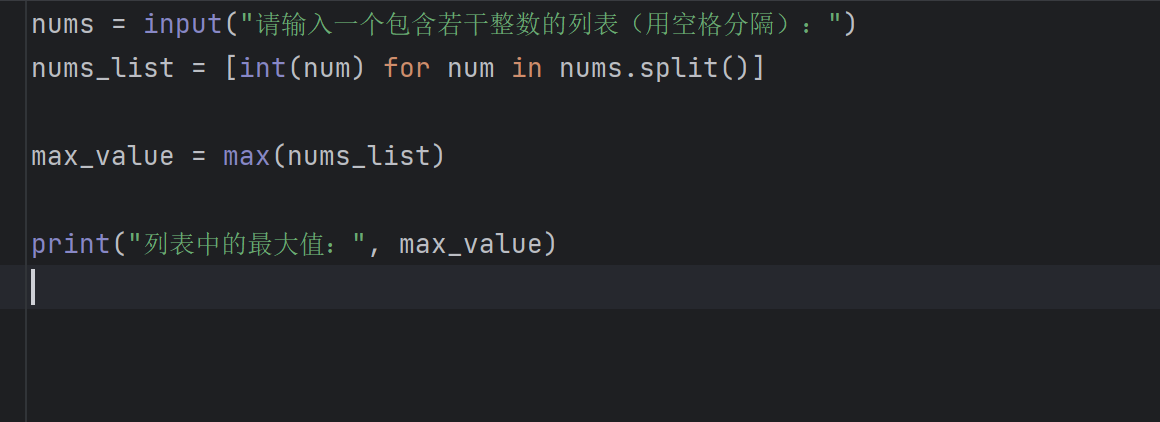 nums = input("请输入一个包含若干整数的列表（用空格分隔）：")
nums_list = [int(num) for num in nums.split()]
max_value = max(nums_list)
print("列表中的最大值：", max_value)